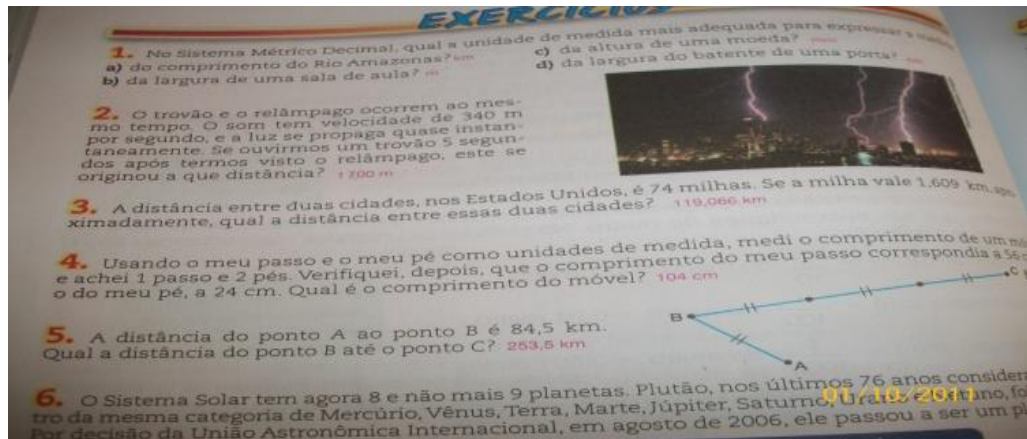 EXERCÍCIOS
1. No Sistema Métrico Decimal, qual a unidade de medida mais adequada para expressar a
a) do comprimento do Rio Amazonas? km
c) da altura de uma moeda?
b) da largura de uma sala de aula? m
d) da largura do batente de uma porta?
2. O trovão e o relâmpago ocorrem ao mes-
mo tempo. O som tem velocidade de 340 m
por segundo, e a luz se propaga quase instan-
taneamente. Se ouvirmos um trovão 5 segun-
dos após termos visto o relâmpago, este se
originou a que distância? 1 700 m
3. A distância entre duas cidades, nos Estados Unidos, é 74 milhas. Se a milha vale 1,609 km,
ximadamente, qual a distância entre essas duas cidades? 119,066 km
4. Usando o meu passo e o meu pé como unidades de medida, medi o comprimento de um
e achei 1 passo e 2 pés. Verifiquei, depois, que o comprimento do meu passo correspondia a 56
o do meu pé, a 24 cm. Qual é o comprimento do móvel? 104 cm
C
B
5. A distância do ponto A ao ponto B é 84,5 km.
Qual a distância do ponto B até o ponto C? 253,5 km
A
6. O Sistema Solar tem agora 8 e não mais 9 planetas. Plutão, nos últimos 76 anos
01/10/2011
tro da mesma categoria de Mercúrio, Vênus, Terra, Marte, Júpiter,
Por decisão da União Astronômica Internacional, em agosto de 2006, ele passou a ser um